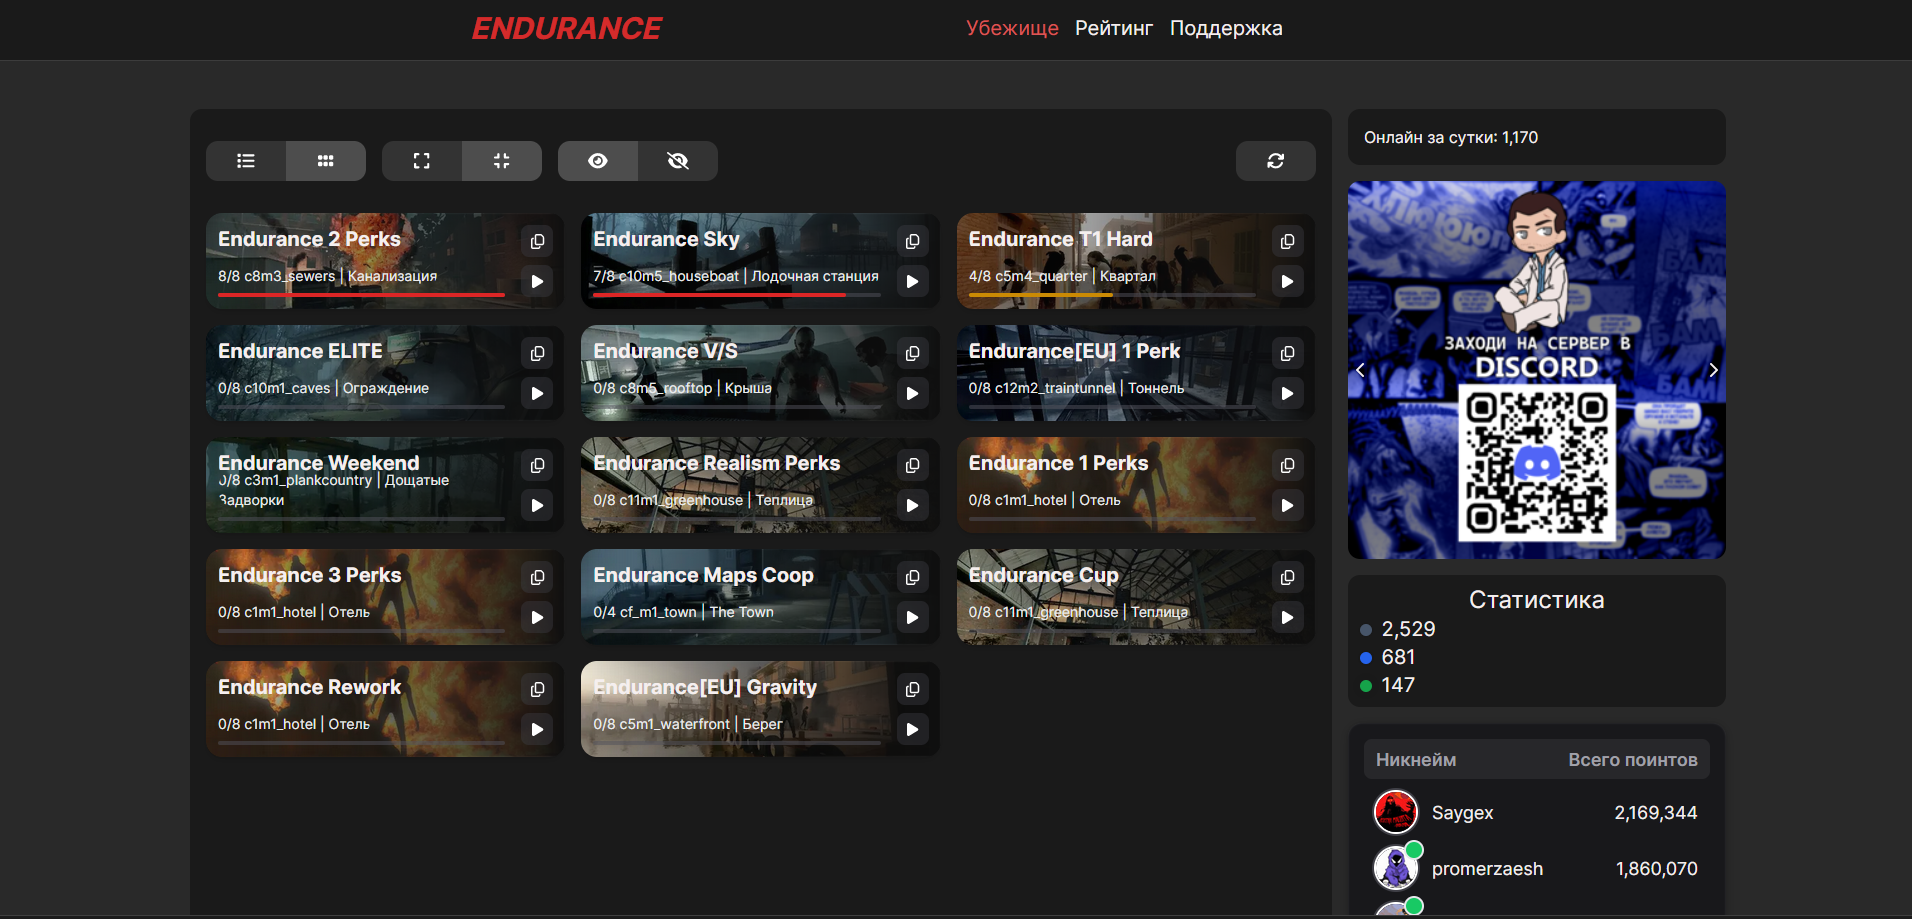 ENDURANCE
Убежище Рейтинг Поддержка
Онлайн за сутки: 1,170
Endurance 2 Perks
8/8 c8m3_sewers | Канализация
Endurance Sky
7/8 c10m5_houseboat | Лодочная станция
Endurance T1 Hard
4/8 c5m4_quarter | Квартал
Endurance ELITE
0/8 c10m1_caves | Ограждение
Endurance V/S
0/8 c8m5_rooftop | Крыша
Endurance[EU] 1 Perk
0/8 c12m2_traintunnel | Тоннель
Endurance Weekend
0/8 c3m1_plankcountry | Дощатые
Задворки
Endurance Realism Perks
0/8 c11m1_greenhouse | Теплица
Endurance 1 Perks
0/8 c1m1_hotel | Отель
Endurance 3 Perks
0/8 c1m1_hotel | Отель
Endurance Maps Coop
0/4 cf_m1_town | The Town
Endurance Cup
0/8 c11m1_greenhouse | Теплица
Endurance Rework
0/8 c1m1_hotel | Отель
Endurance[EU] Gravity
0/8 c5m1_waterfront | Берег
ЗАХОДИ НА СЕРВЕР В
DISCORD
Статистика
2,529
681
147
Никнейм Всего поинтов
Saygex 2,169,344
promerzaesh 1,860,070